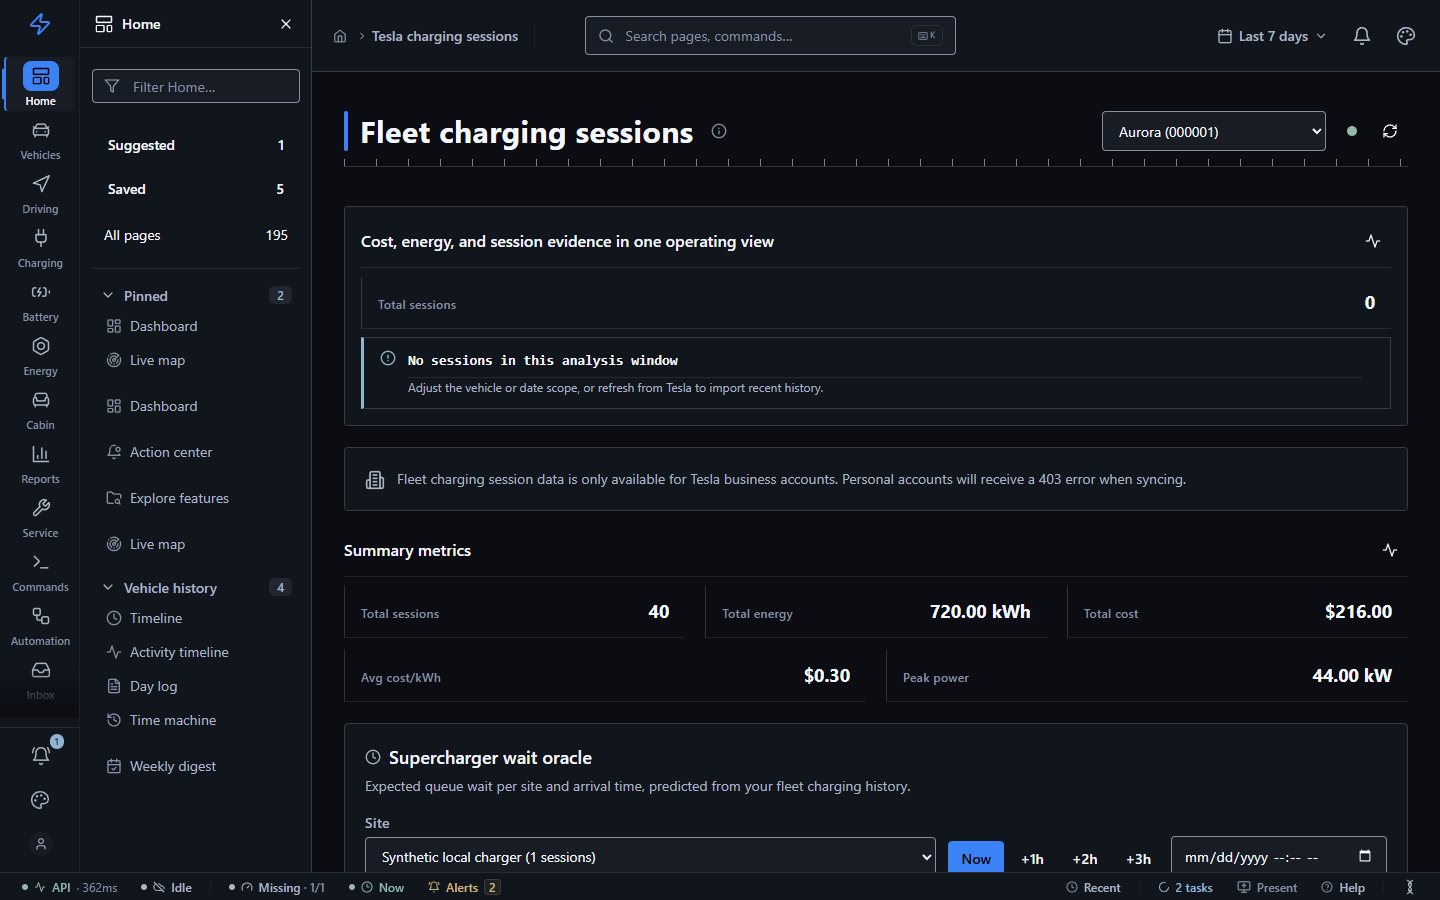 Home
Tesla charging sessions
Search pages, commands...
K
Last 7 days
Home
Vehicles
Driving
Charging
Battery
Energy
Cabin
Reports
Service
Commands
Automation
Inbox
1
Filter Home...
Suggested 1
Saved 5
All pages 195
Pinned 2
Dashboard
Live map
Dashboard
Action center
Explore features
Live map
Vehicle history 4
Timeline
Activity timeline
Day log
Time machine
Weekly digest
Fleet charging sessions
Aurora (000001)
Cost, energy, and session evidence in one operating view
Total sessions 0
No sessions in this analysis window
Adjust the vehicle or date scope, or refresh from Tesla to import recent history.
Fleet charging session data is only available for Tesla business accounts. Personal accounts will receive a 403 error when syncing.
Summary metrics
Total sessions 40
Total energy 720.00 kWh
Total cost $216.00
Avg cost/kWh $0.30
Peak power 44.00 kW
Supercharger wait oracle
Expected queue wait per site and arrival time, predicted from your fleet charging history.
Site
Synthetic local charger (1 sessions)
Now
+1h
+2h
+3h
mm/dd/yyyy --:-- --
API · 362ms
Idle
Missing · 1/1
Now
Alerts 2
Recent
2 tasks
Present
Help